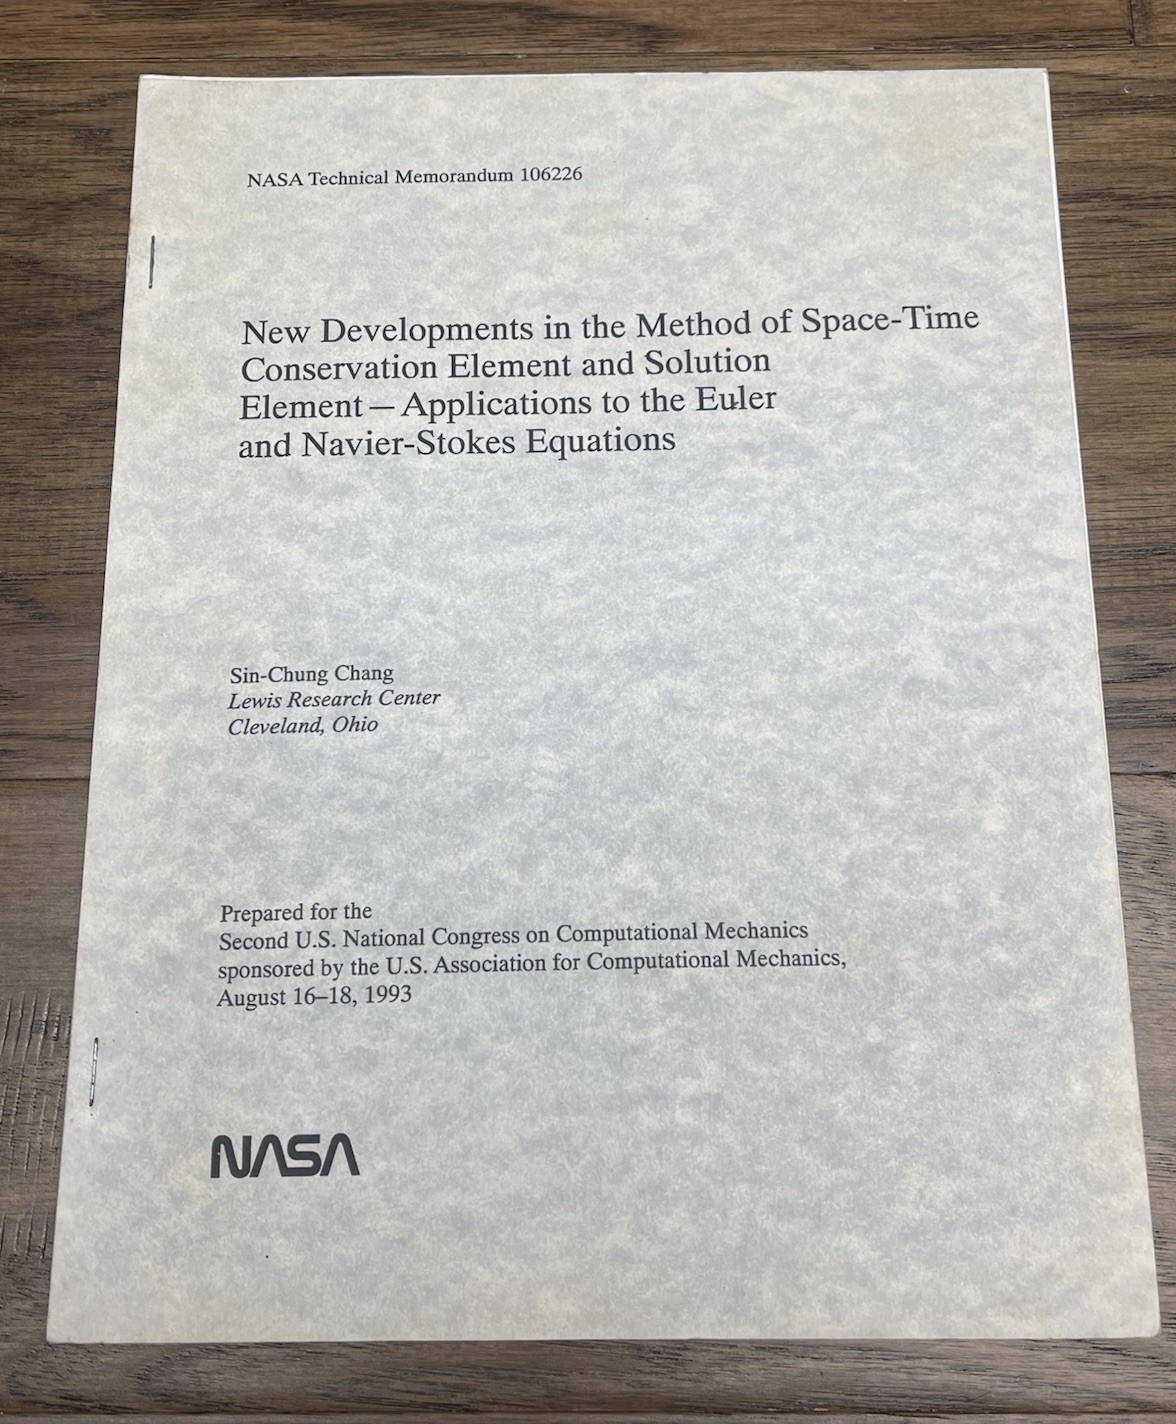 NASA Technical Memorandum 106226
New Developments in the Method of Space-Time
Conservation Element and Solution
Element — Applications to the Euler
and Navier-Stokes Equations
Sin-Chung Chang
Lewis Research Center
Cleveland, Ohio
Prepared for the
Second U.S. National Congress on Computational Mechanics
sponsored by the U.S. Association for Computational Mechanics,
August 16–18, 1993
NASA